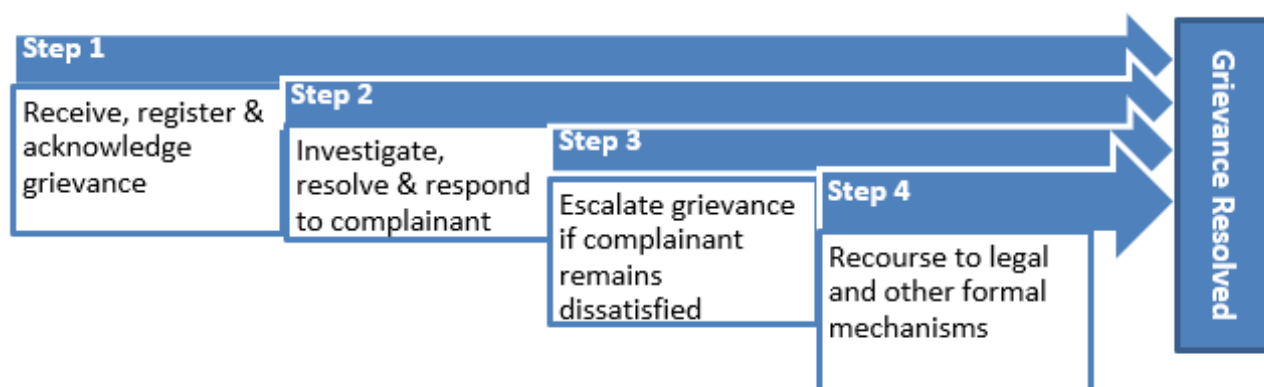 Step 1
Receive, register &
acknowledge
grievance
Step 2
Investigate,
resolve & respond
to complainant
Step 3
Escalate grievance
if complainant
remains
dissatisfied
Step 4
Recourse to legal
and other formal
mechanisms
Grievance Resolved